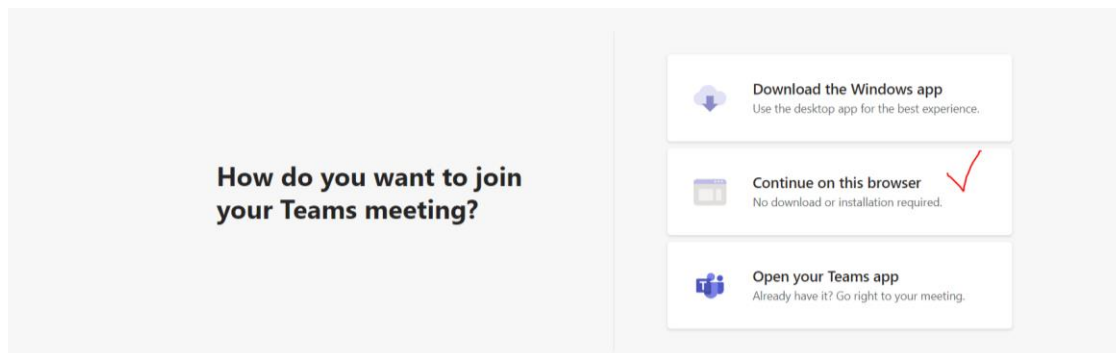 How do you want to join
your Teams meeting?
Download the Windows app
Use the desktop app for the best experience.
Continue on this browser
No download or installation required.
Open your Teams app
Already have it? Go right to your meeting.